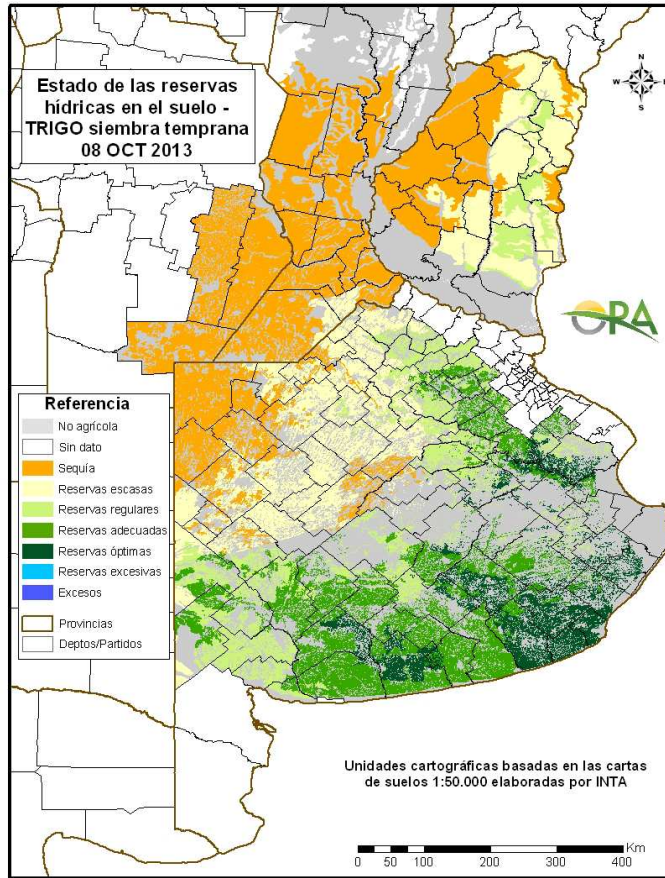 Estado de las reservas
hídricas en el suelo -
TRIGO siembra temprana
08 OCT 2013
N
W E
S
OPA
Referencia
No agrícola
Sin dato
Sequía
Reservas escasas
Reservas regulares
Reservas adecuadas
Reservas óptimas
Reservas excesivas
Excesos
Provincias
Deptos/Partidos
Unidades cartográficas basadas en las cartas
de suelos 1:50.000 elaboradas por INTA
Km
0 25 50 100 200 300 400